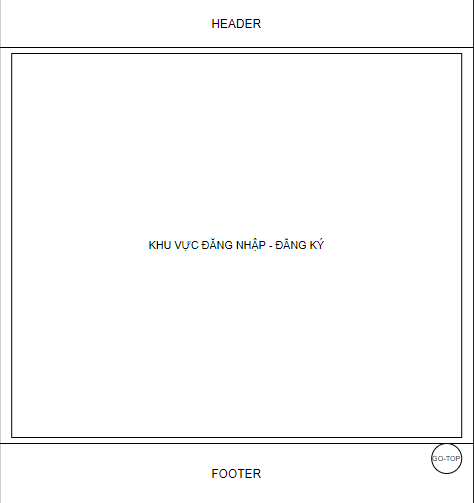 HEADER
KHU VỰC ĐĂNG NHẬP - ĐĂNG KÝ
GO-TOP
FOOTER